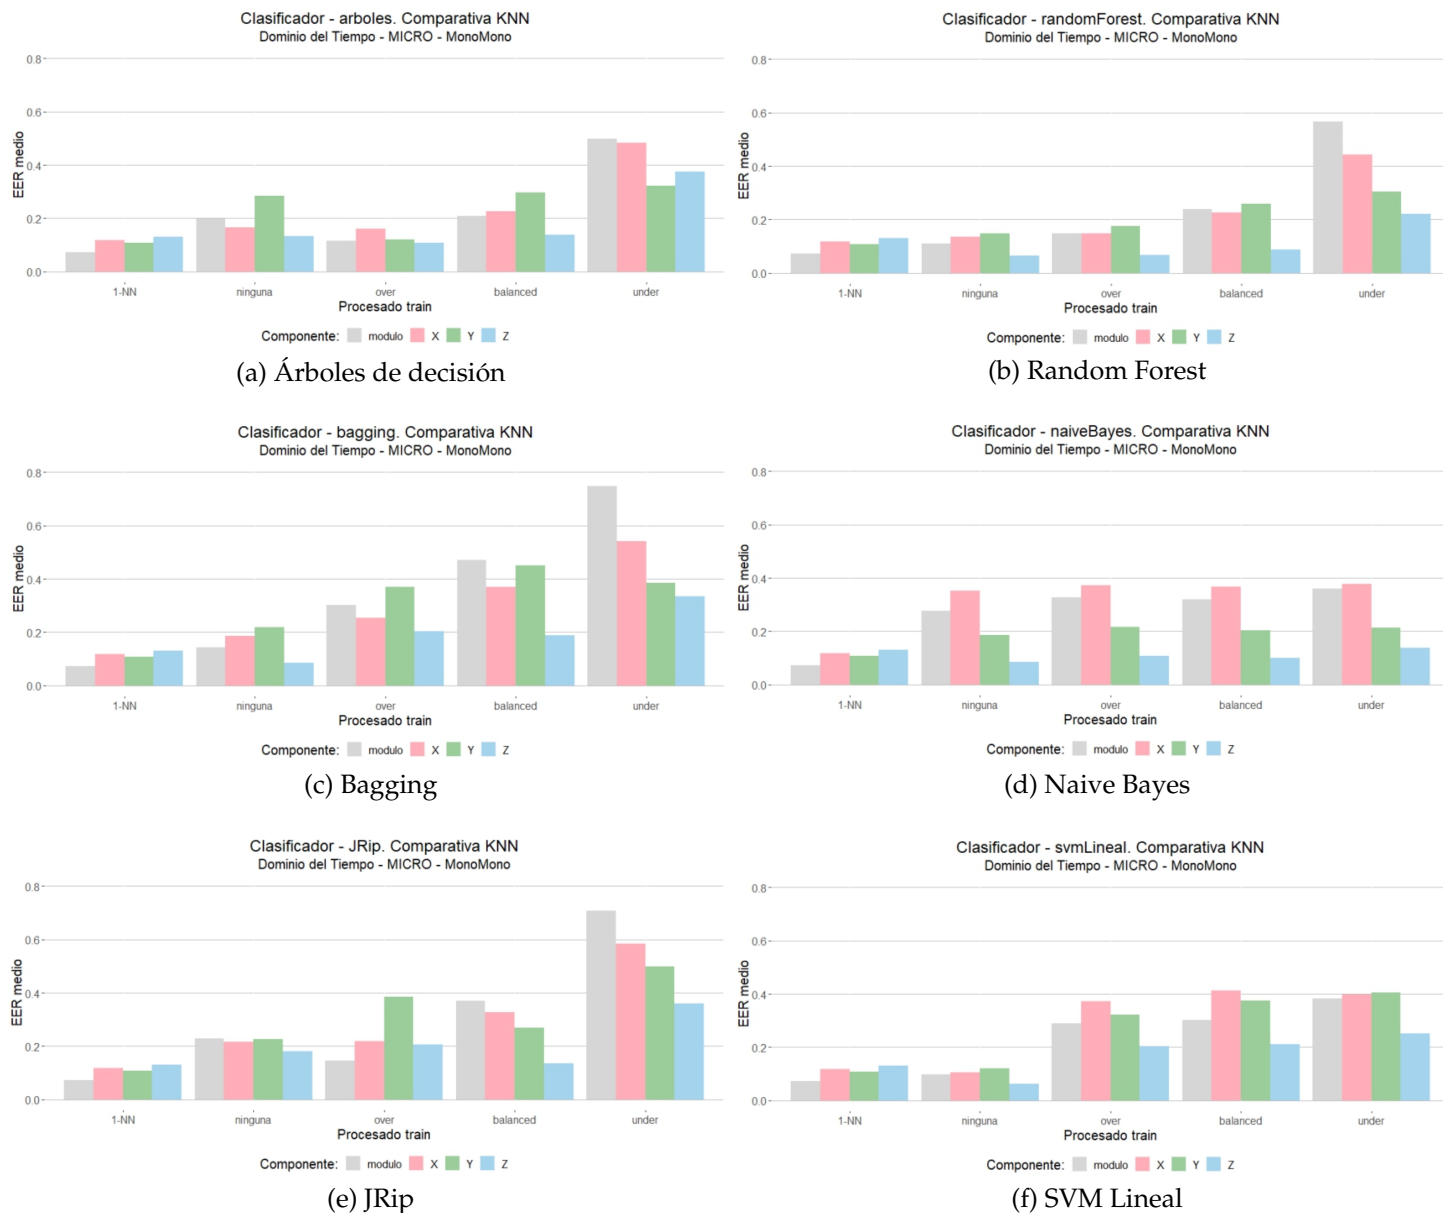 Clasificador - arboles. Comparativa KNN
Dominio del Tiempo - MICRO - MonoMono
0.8
0.6
0.4
0.2
0.0
EER medio
1-NN ninguna over balanced under
Procesado train
Componente: modulo X Y Z
(a) Árboles de decisión
Clasificador - randomForest. Comparativa KNN
Dominio del Tiempo - MICRO - MonoMono
0.8
0.6
0.4
0.2
0.0
EER medio
1-NN ninguna over balanced under
Procesado train
Componente: modulo X Y Z
(b) Random Forest
Clasificador - bagging. Comparativa KNN
Dominio del Tiempo - MICRO - MonoMono
0.8
0.6
0.4
0.2
0.0
EER medio
1-NN ninguna over balanced under
Procesado train
Componente: modulo X Y Z
(c) Bagging
Clasificador - naiveBayes. Comparativa KNN
Dominio del Tiempo - MICRO - MonoMono
0.8
0.6
0.4
0.2
0.0
EER medio
1-NN ninguna over balanced under
Procesado train
Componente: modulo X Y Z
(d) Naive Bayes
Clasificador - JRip. Comparativa KNN
Dominio del Tiempo - MICRO - MonoMono
0.8
0.6
0.4
0.2
0.0
EER medio
1-NN ninguna over balanced under
Procesado train
Componente: modulo X Y Z
(e) JRip
Clasificador - svmLineal. Comparativa KNN
Dominio del Tiempo - MICRO - MonoMono
0.8
0.6
0.4
0.2
0.0
EER medio
1-NN ninguna over balanced under
Procesado train
Componente: modulo X Y Z
(f) SVM Lineal